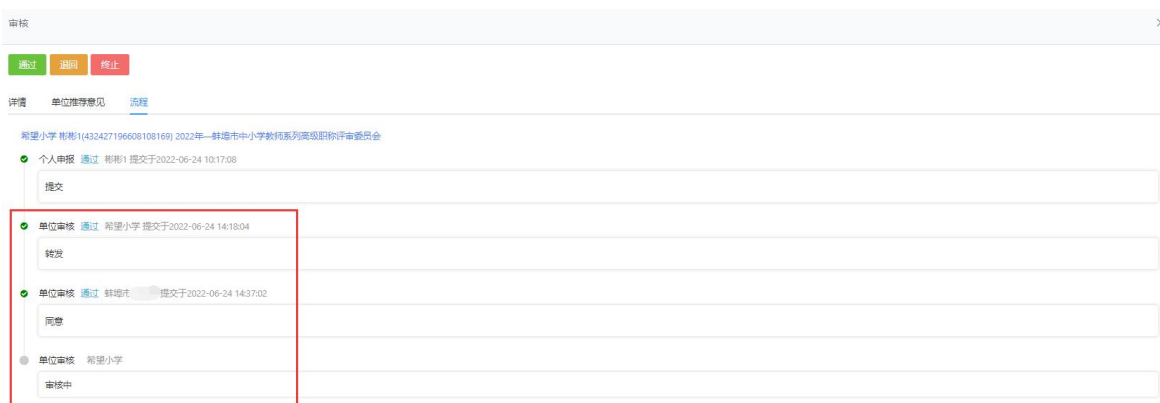 审核
通过 退回 终止
详情 单位推荐意见 流程
希望小学 彬彬1(432427196608108169) 2022年—蚌埠市中小学教师系列高级职称评审委员会
个人申报 通过 彬彬1 提交于2022-06-24 10:17:08
提交
单位审核 通过 希望小学 提交于2022-06-24 14:18:04
转发
单位审核 通过 蚌埠市 提交于2022-06-24 14:37:02
同意
单位审核 希望小学
审核中